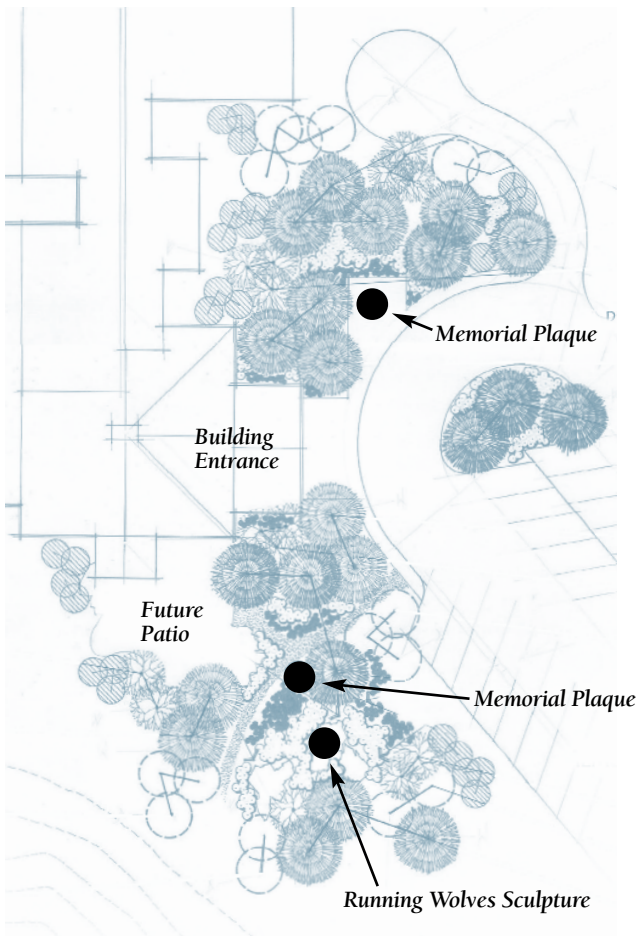 D
Memorial Plaque
Building
Entrance
Future
Patio
Memorial Plaque
Running Wolves Sculpture